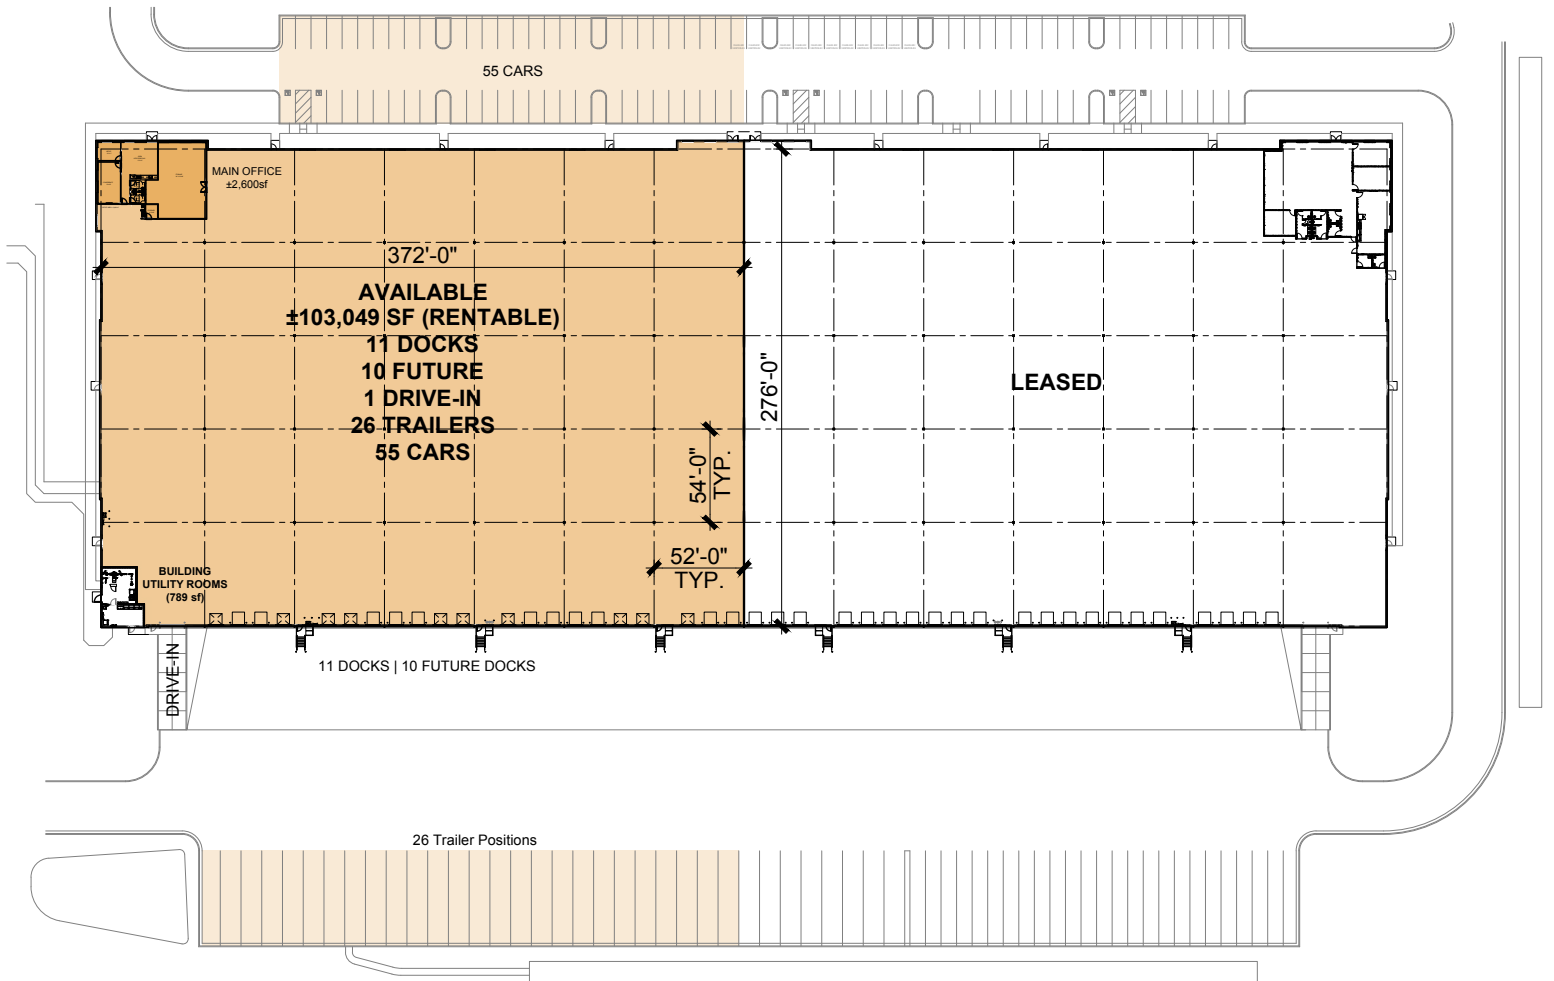 55 CARS
MAIN OFFICE
±2,600sf
372'-0"
AVAILABLE
±103,049 SF (RENTABLE)
11 DOCKS
10 FUTURE
1 DRIVE-IN
26 TRAILERS
55 CARS
276'-0"
LEASED
54'-0"
TYP.
52'-0"
TYP.
BUILDING
UTILITY ROOMS
(789 sf)
DRIVE-IN
11 DOCKS | 10 FUTURE DOCKS
26 Trailer Positions